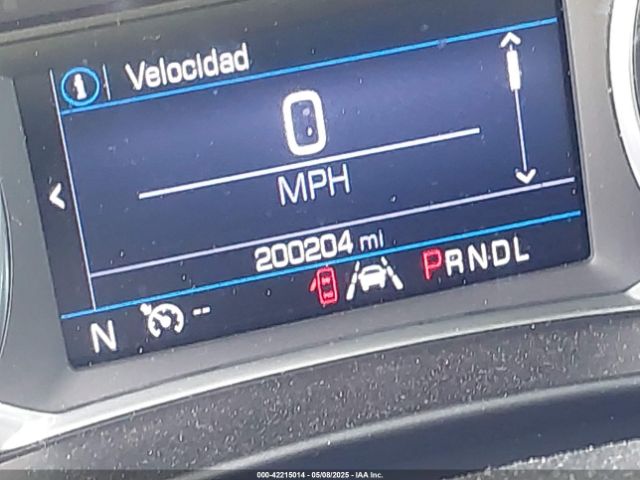 i Velocidad
0
MPH
200204 mi
N -- PRNDL
000-42215014 - 05/08/2025 - IAA Inc.